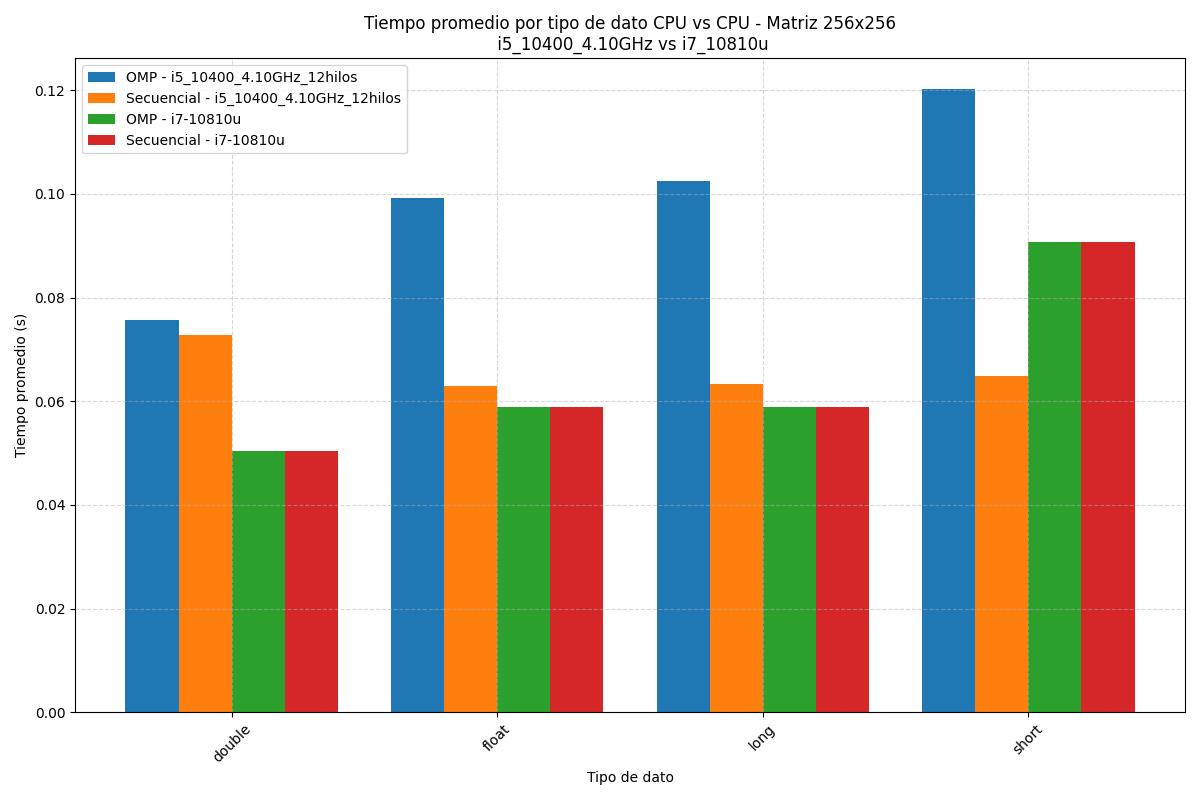 Tiempo promedio por tipo de dato CPU vs CPU - Matriz 256x256
i5_10400_4.10GHz vs i7_10810u
OMP - i5_10400_4.10GHz_12hilos
Secuencial - i5_10400_4.10GHz_12hilos
OMP - i7-10810u
Secuencial - i7-10810u
Tiempo promedio (s)
0.12
0.10
0.08
0.06
0.04
0.02
0.00
double
float
long
short
Tipo de dato